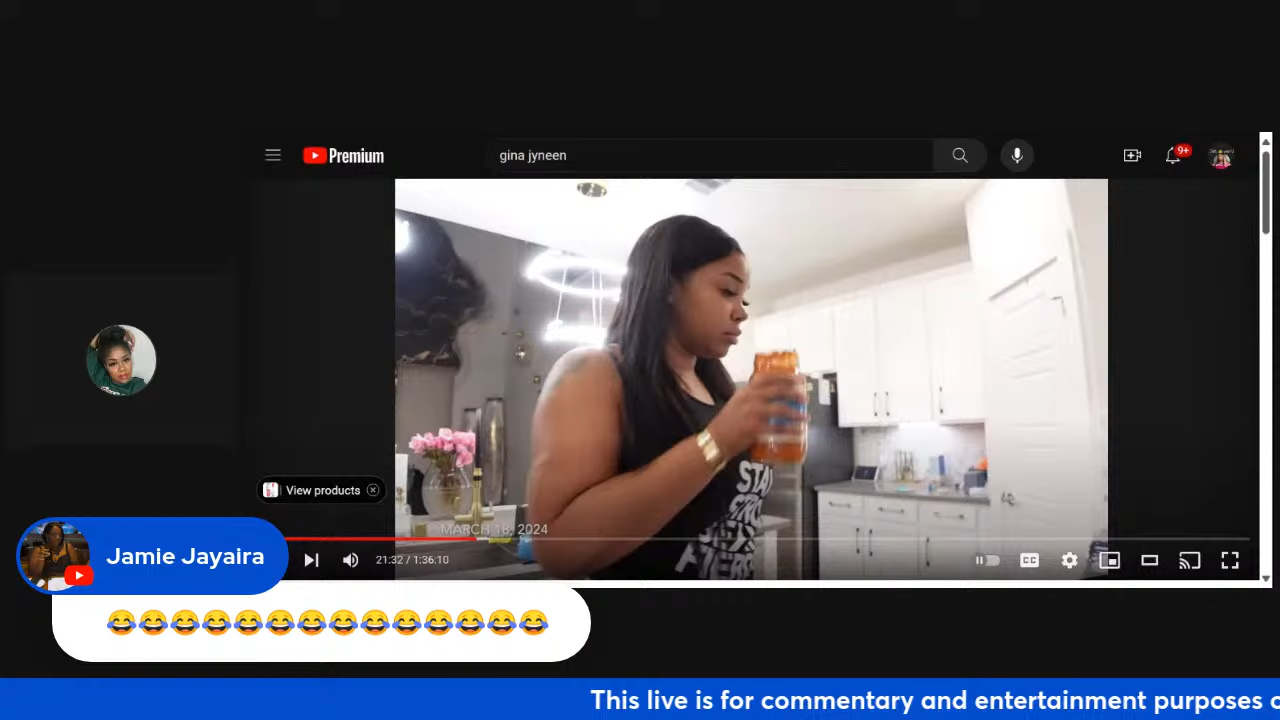 Premium
gina jyneen
9+
View products
MARCH 18, 2024
21:32 / 1:36:10
CC
Jamie Jayaira
😂😂😂😂😂😂😂😂😂😂😂😂😂😂
This live is for commentary and entertainment purposes